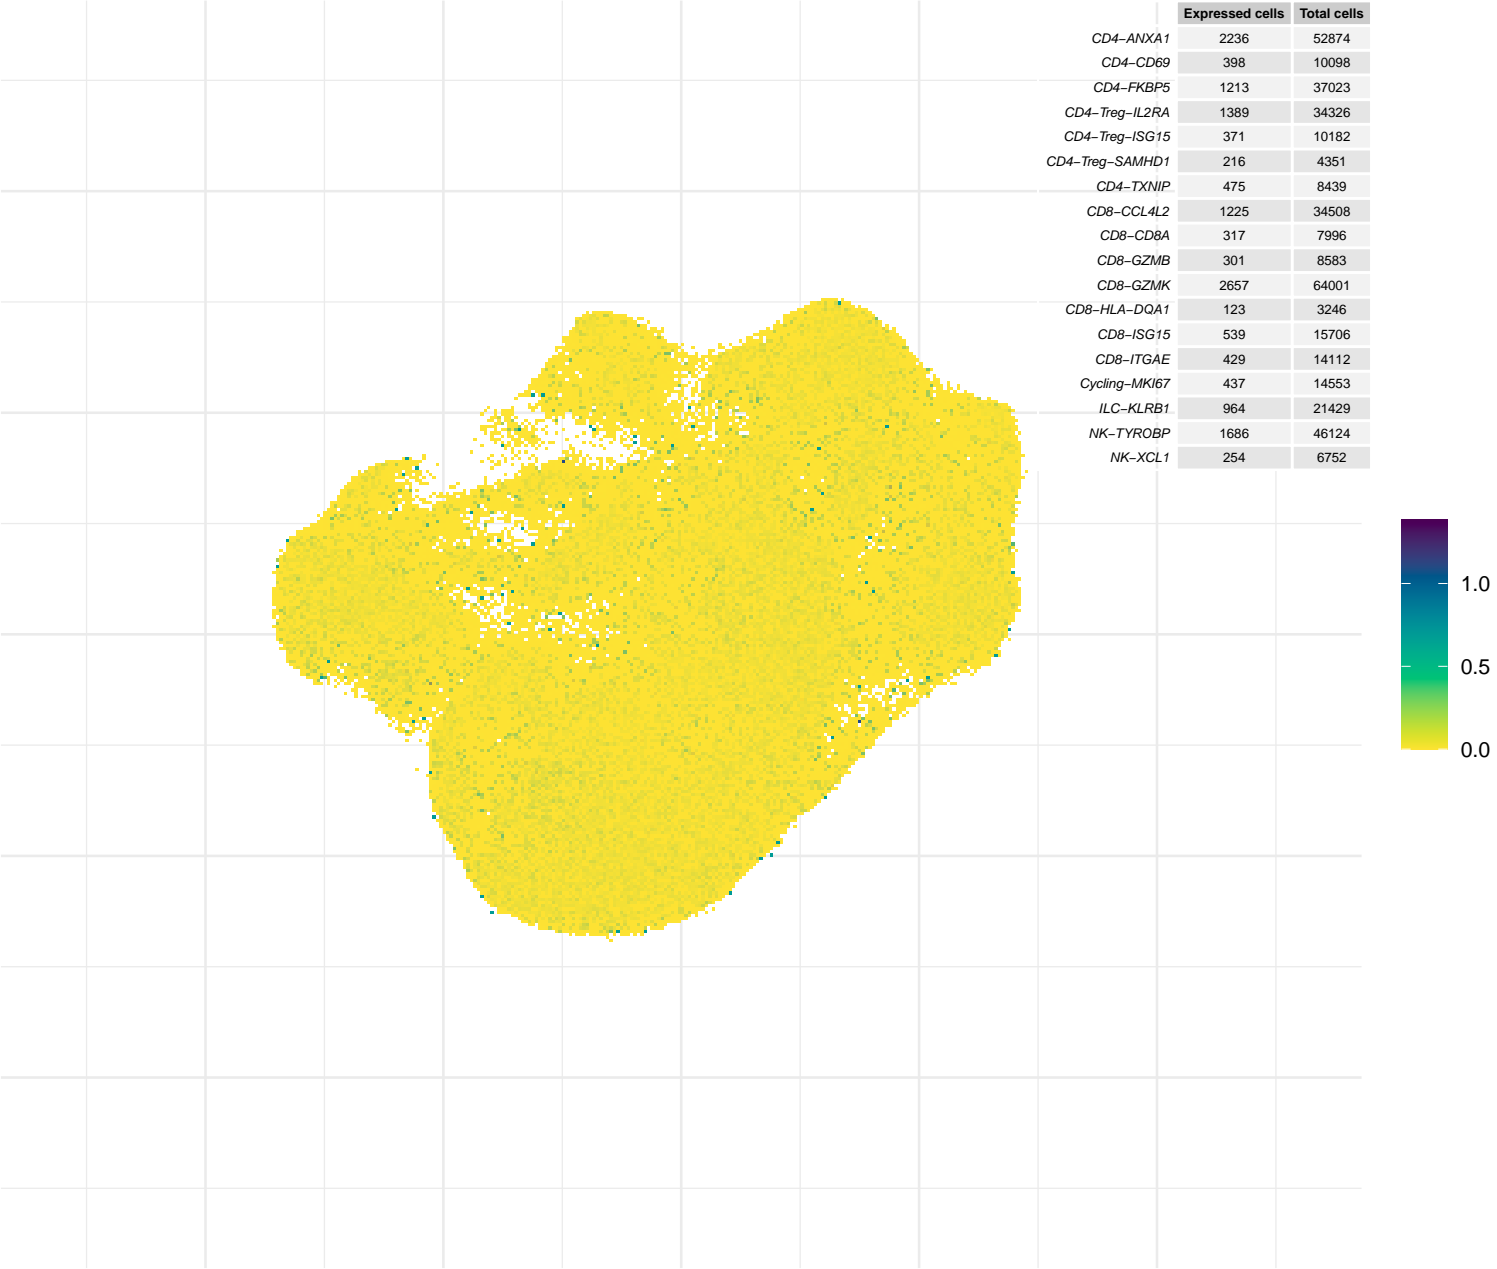 Expressed cells Total cells
CD4−ANXA1 2236 52874
CD4−CD69 398 10098
CD4−FKBP5 1213 37023
CD4−Treg−IL2RA 1389 34326
CD4−Treg−ISG15 371 10182
CD4−Treg−SAMHD1 216 4351
CD4−TXNIP 475 8439
CD8−CCL4L2 1225 34508
CD8−CD8A 317 7996
CD8−GZMB 301 8583
CD8−GZMK 2657 64001
CD8−HLA−DQA1 123 3246
CD8−ISG15 539 15706
CD8−ITGAE 429 14112
Cycling−MKI67 437 14553
ILC−KLRB1 964 21429
NK−TYROBP 1686 46124
NK−XCL1 254 6752
1.0
0.5
0.0